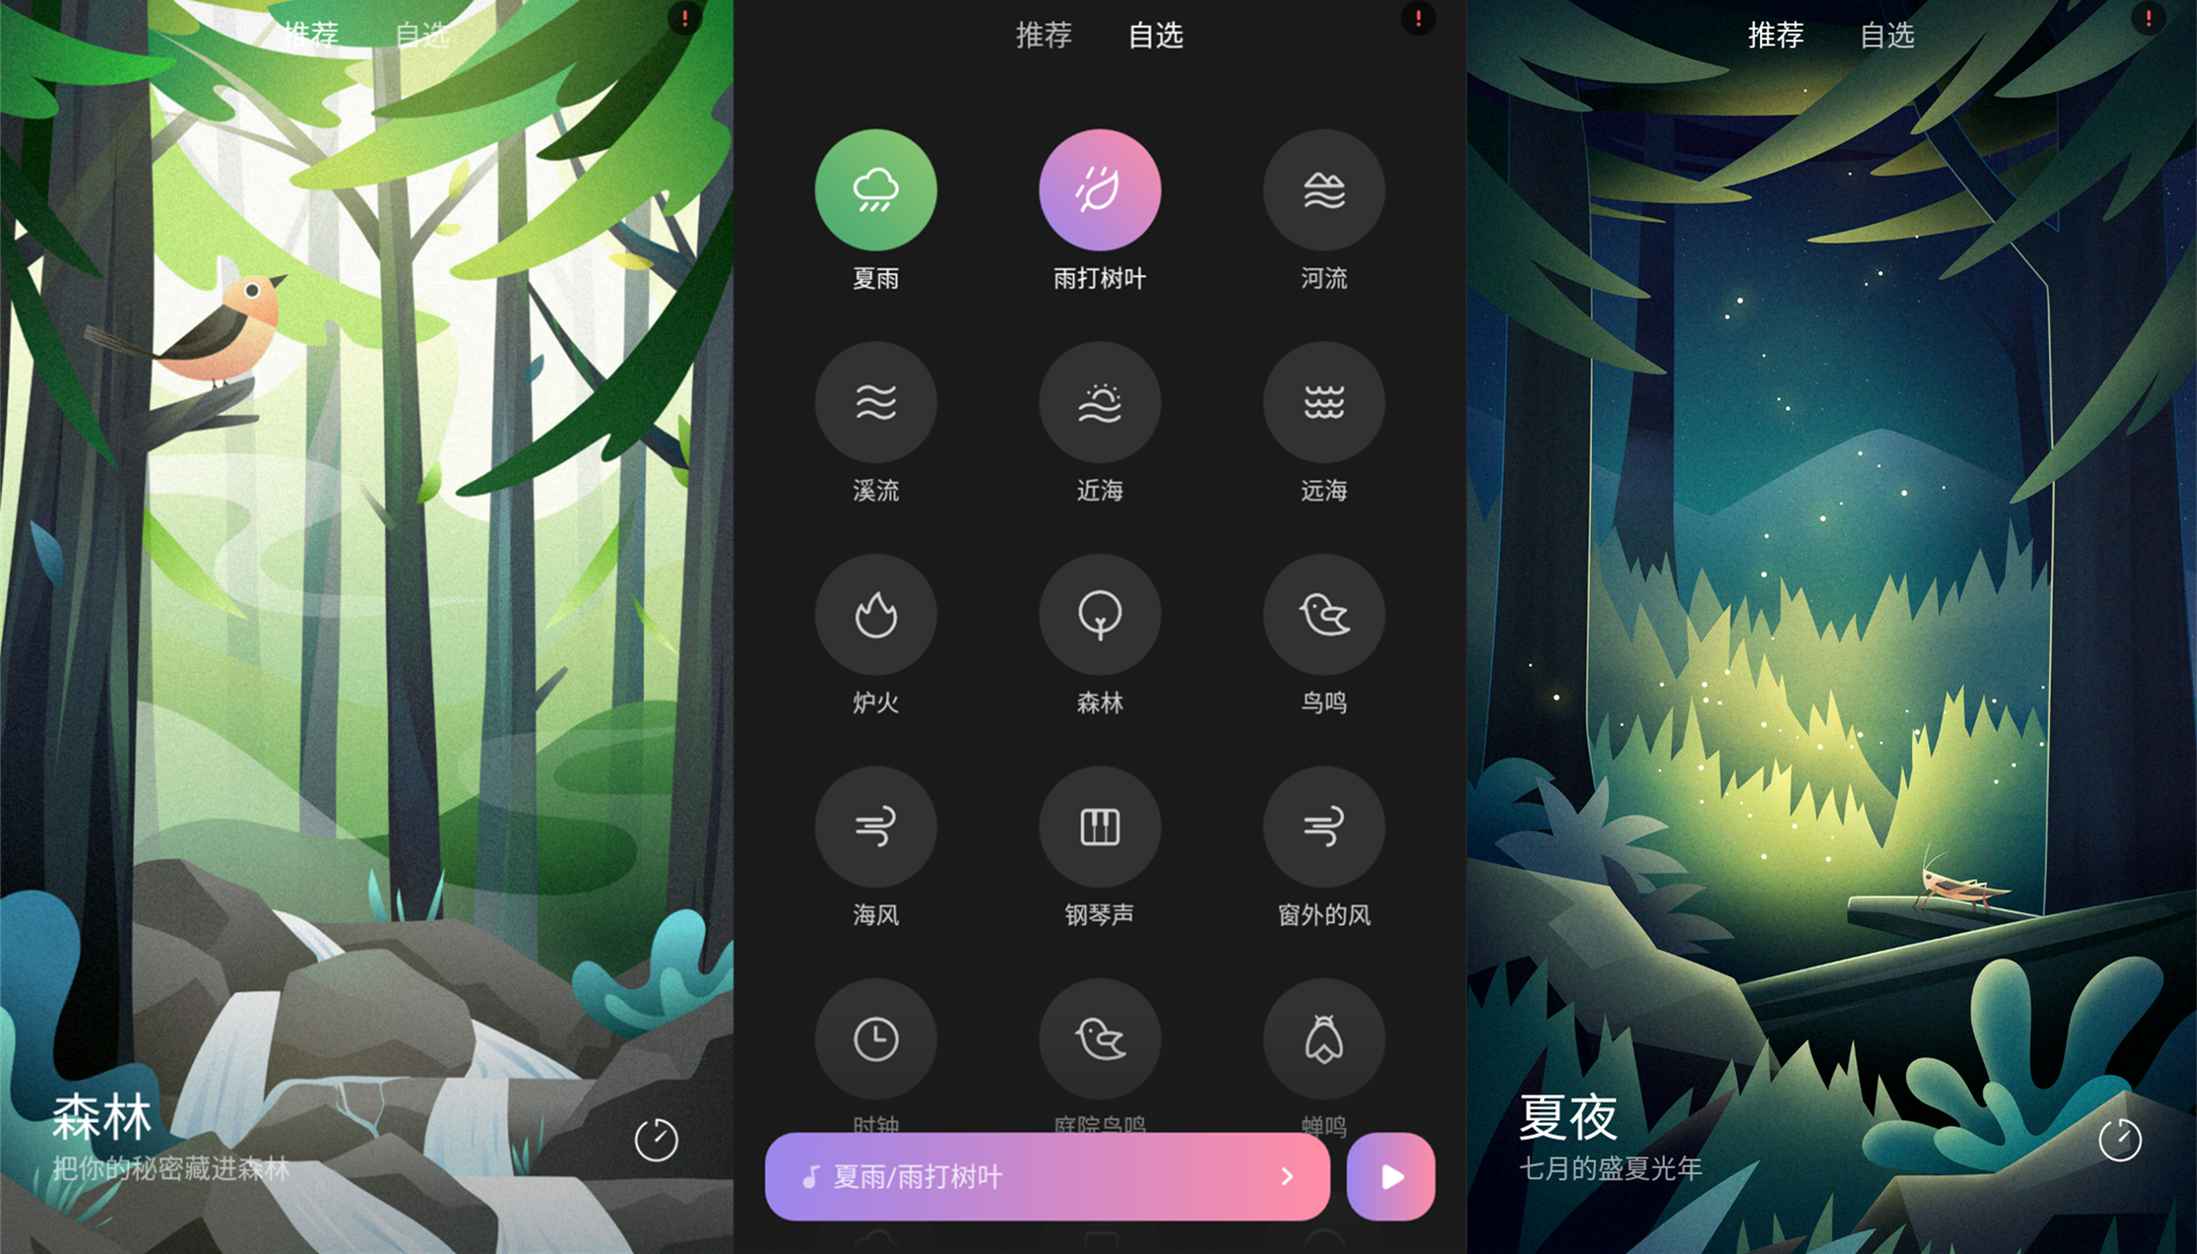 推荐 自选
森林
把你的秘密藏进森林
推荐 自选
夏雨 雨打树叶 河流
溪流 近海 远海
炉火 森林 鸟鸣
海风 钢琴声 窗外的风
时钟 庭院鸟鸣 蝉鸣
夏雨/雨打树叶
推荐 自选
夏夜
七月的盛夏光年